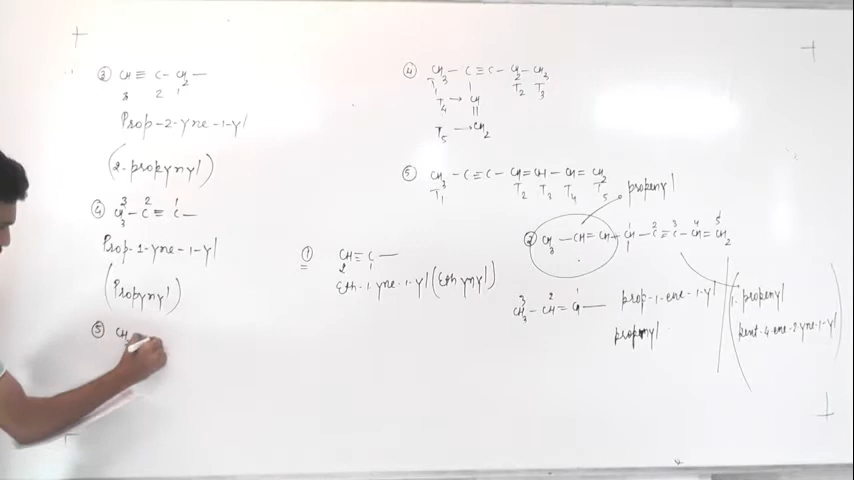 ③ CH ≡ C - CH2 -
3 2 1
Prop-2-yne-1-yl
(2-propynyl)
④ CH3 - C ≡ C -
3 2 1
Prop-1-yne-1-yl
(Propynyl)
⑤ CH
① CH ≡ C -
2 1
Eth-1-yne-1-yl (Ethynyl)
④ CH3 - C ≡ C - CH2 - CH3
T1 T2 T3
T4 → CH
||
T5 → CH2
⑤ CH3 - C ≡ C - CH = CH - CH = CH2
T1 T2 T3 T4 T5
propenyl
CH3 - CH = CH - CH - C ≡ C - CH = CH2
1 2 3 4 5
3 2 1
CH3 - CH = CH - prop-1-ene-1-yl
propenyl
1-propenyl
pent-4-ene-2-yne-1-yl